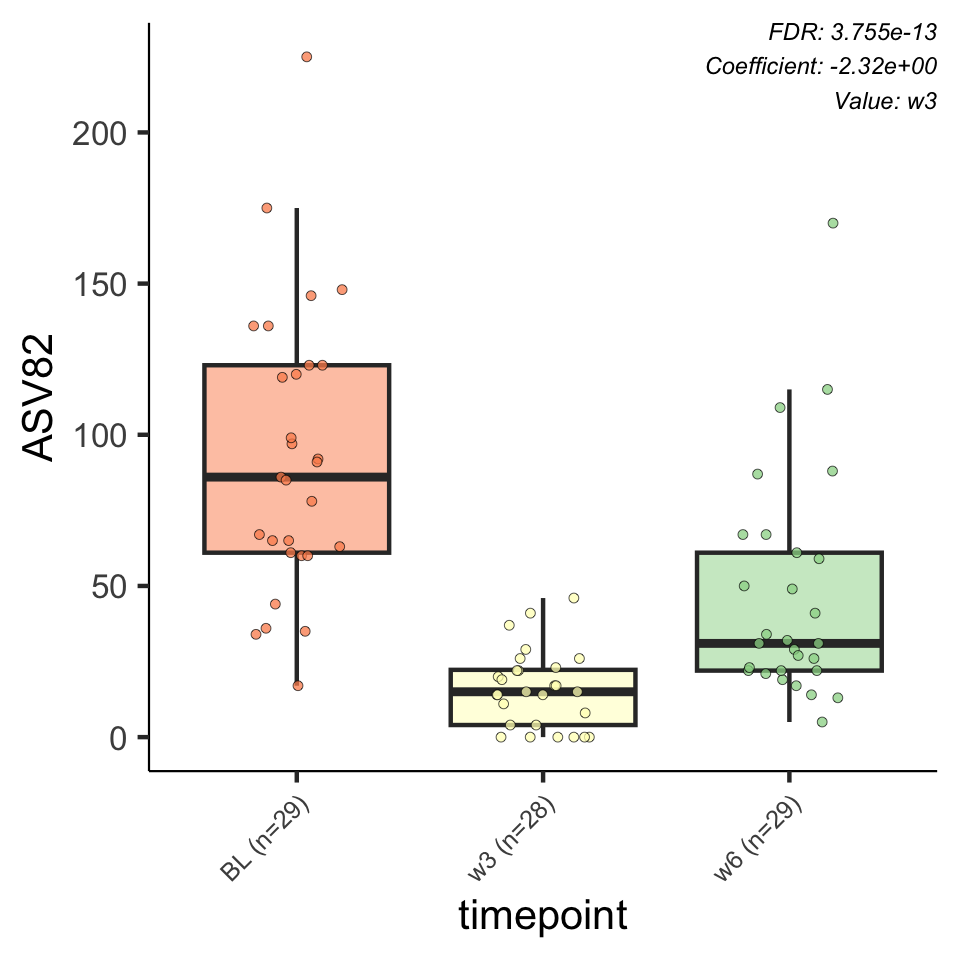 FDR: 3.755e-13
Coefficient: -2.32e+00
Value: w3
200
150
100
50
0
ASV82
BL (n=29)
w3 (n=28)
w6 (n=29)
timepoint